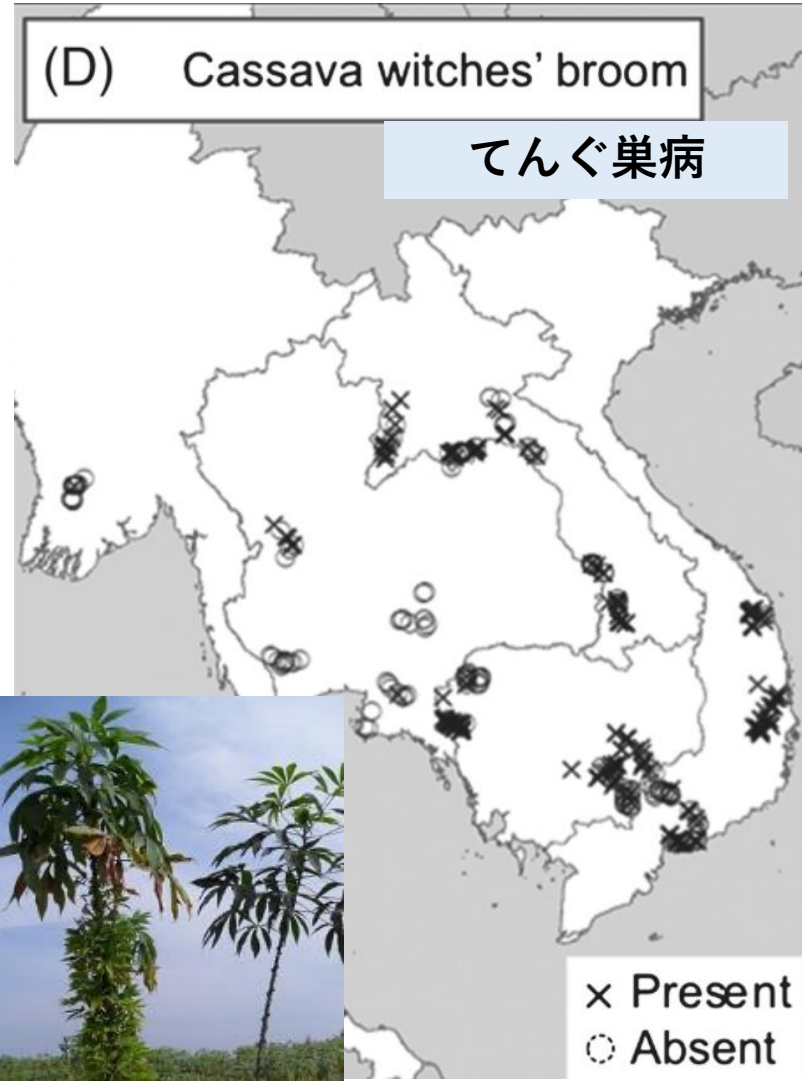 (D) Cassava witches’ broom
てんぐ巣病
× Present
◌ Absent